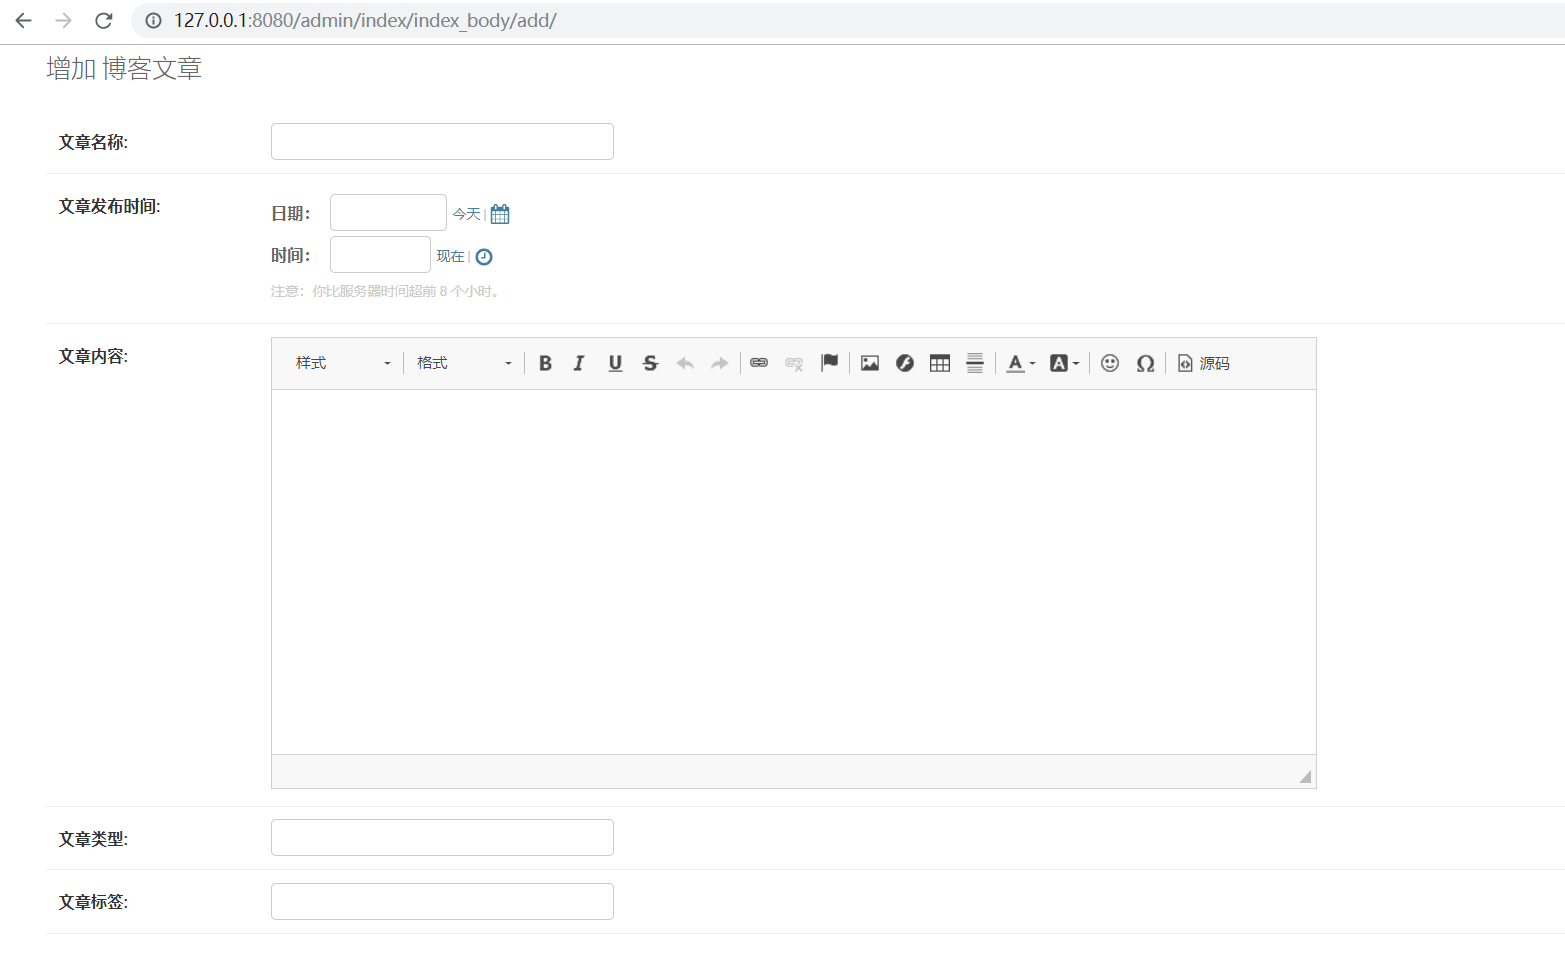 127.0.0.1:8080/admin/index/index_body/add/
增加 博客文章
文章名称:
文章发布时间:
日期：
今天 |
时间：
现在 |
注意：你比服务器时间超前 8 个小时。
文章内容:
样式 格式 B I U S A A Ω 源码
文章类型:
文章标签: